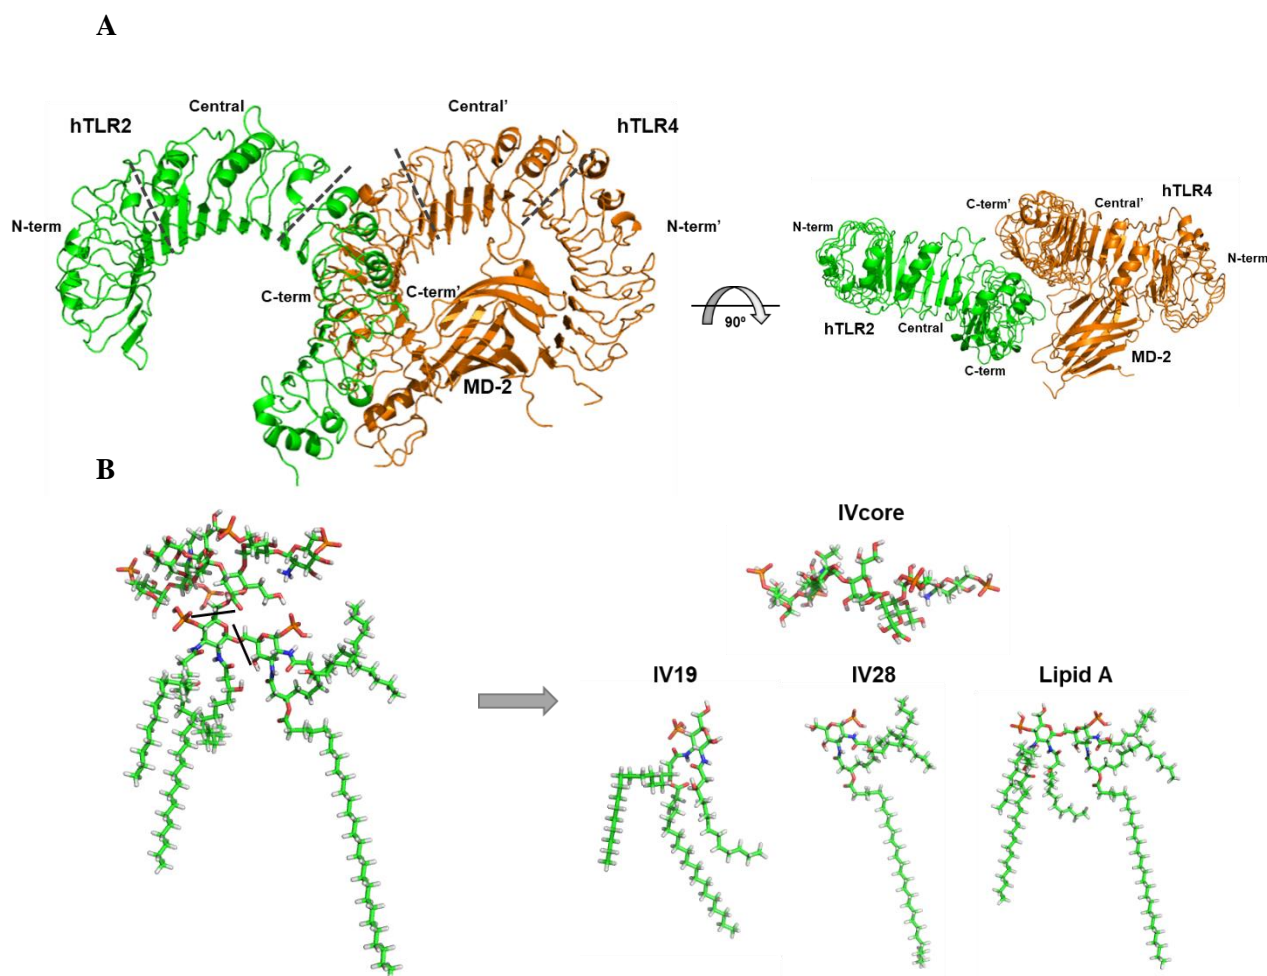 A
Central
Central’
hTLR2
hTLR4
N-term
N-term’
C-term
C-term’
MD-2
90º
hTLR4
C-term’
Central’
N-term
N-term
hTLR2
Central
C-term
MD-2
B
IVcore
IV19
IV28
Lipid A